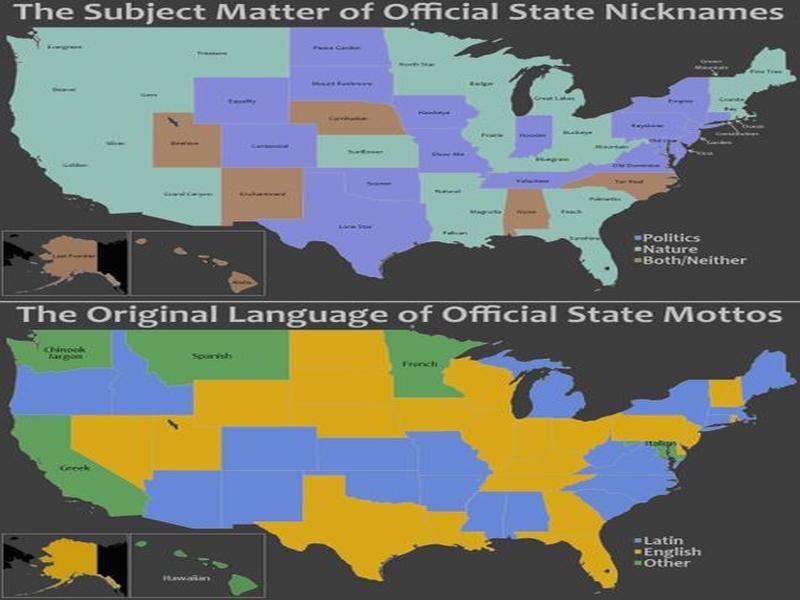 The Subject Matter of Official State Nicknames
Evergreen
Treasure
Peace Garden
North Star
Green
Mountain
Pine Tree
Beaver
Gem
Mount Rushmore
Badger
Great Lakes
Granite
Bay
Equality
Hawkeye
Empire
Cornhusker
Keystone
Ocean
Constitution
Garden
Silver
Beehive
Centennial
Prairie
Hoosier
Buckeye
Sunflower
Show Me
Mountain
First
Golden
Bluegrass
Old Dominion
Grand Canyon
Enchantment
Sooner
Natural
Volunteer
Tar Heel
Palmetto
Lone Star
Magnolia
Peach
Pelican
Sunshine
Last Frontier
Aloha
Politics
Nature
Both/Neither
The Original Language of Official State Mottos
Chinook
Jargon
Spanish
French
Italian
Greek
Hawaiian
Latin
English
Other